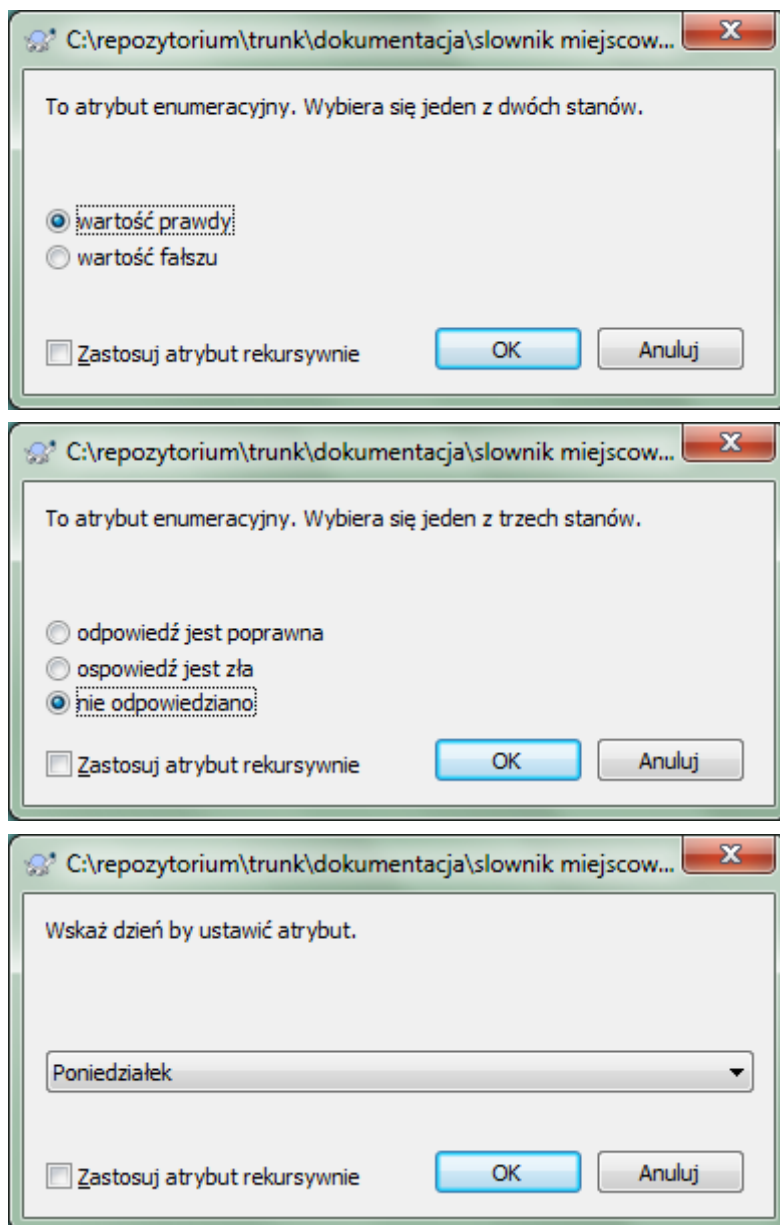 C:\repozytorium\trunk\dokumentacja\slownik miejscow...
To atrybut enumeracyjny. Wybiera się jeden z dwóch stanów.
wartość prawdy
wartość fałszu
Zastosuj atrybut rekursywnie OK Anuluj
C:\repozytorium\trunk\dokumentacja\slownik miejscow...
To atrybut enumeracyjny. Wybiera się jeden z trzech stanów.
odpowiedź jest poprawna
ospowiedź jest zła
nie odpowiedziano
Zastosuj atrybut rekursywnie OK Anuluj
C:\repozytorium\trunk\dokumentacja\slownik miejscow...
Wskaż dzień by ustawić atrybut.
Poniedziałek
Zastosuj atrybut rekursywnie OK Anuluj